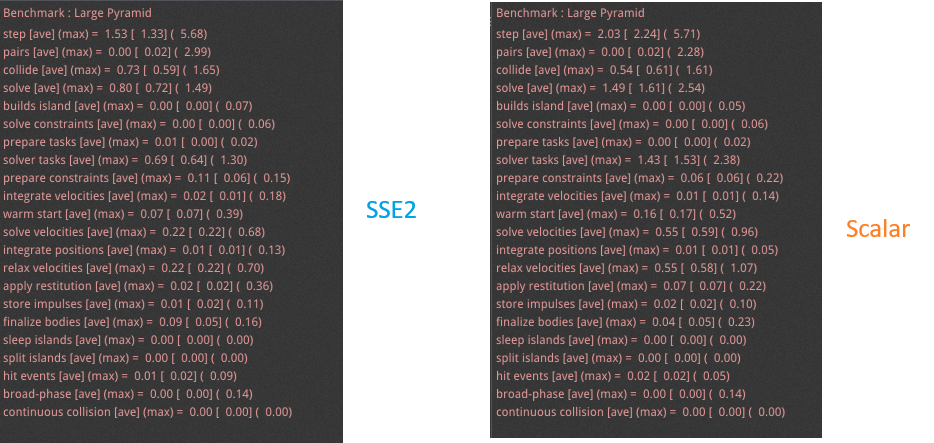 Benchmark : Large Pyramid
step [ave] (max) = 1.53 [ 1.33] ( 5.68)
pairs [ave] (max) = 0.00 [ 0.02] ( 2.99)
collide [ave] (max) = 0.73 [ 0.59] ( 1.65)
solve [ave] (max) = 0.80 [ 0.72] ( 1.49)
builds island [ave] (max) = 0.00 [ 0.00] ( 0.07)
solve constraints [ave] (max) = 0.00 [ 0.00] ( 0.06)
prepare tasks [ave] (max) = 0.01 [ 0.00] ( 0.02)
solver tasks [ave] (max) = 0.69 [ 0.64] ( 1.30)
prepare constraints [ave] (max) = 0.11 [ 0.06] ( 0.15)
integrate velocities [ave] (max) = 0.02 [ 0.01] ( 0.18)
warm start [ave] (max) = 0.07 [ 0.07] ( 0.39)
solve velocities [ave] (max) = 0.22 [ 0.22] ( 0.68)
integrate positions [ave] (max) = 0.01 [ 0.01] ( 0.13)
relax velocities [ave] (max) = 0.22 [ 0.22] ( 0.70)
apply restitution [ave] (max) = 0.02 [ 0.02] ( 0.36)
store impulses [ave] (max) = 0.01 [ 0.02] ( 0.11)
finalize bodies [ave] (max) = 0.09 [ 0.05] ( 0.16)
sleep islands [ave] (max) = 0.00 [ 0.00] ( 0.00)
split islands [ave] (max) = 0.00 [ 0.00] ( 0.00)
hit events [ave] (max) = 0.01 [ 0.02] ( 0.09)
broad-phase [ave] (max) = 0.00 [ 0.00] ( 0.14)
continuous collision [ave] (max) = 0.00 [ 0.00] ( 0.00)
SSE2
Benchmark : Large Pyramid
step [ave] (max) = 2.03 [ 2.24] ( 5.71)
pairs [ave] (max) = 0.00 [ 0.02] ( 2.28)
collide [ave] (max) = 0.54 [ 0.61] ( 1.61)
solve [ave] (max) = 1.49 [ 1.61] ( 2.54)
builds island [ave] (max) = 0.00 [ 0.00] ( 0.05)
solve constraints [ave] (max) = 0.00 [ 0.00] ( 0.06)
prepare tasks [ave] (max) = 0.00 [ 0.00] ( 0.02)
solver tasks [ave] (max) = 1.43 [ 1.53] ( 2.38)
prepare constraints [ave] (max) = 0.06 [ 0.06] ( 0.22)
integrate velocities [ave] (max) = 0.01 [ 0.01] ( 0.14)
warm start [ave] (max) = 0.16 [ 0.17] ( 0.52)
solve velocities [ave] (max) = 0.55 [ 0.59] ( 0.96)
integrate positions [ave] (max) = 0.01 [ 0.01] ( 0.05)
relax velocities [ave] (max) = 0.55 [ 0.58] ( 1.07)
apply restitution [ave] (max) = 0.07 [ 0.07] ( 0.22)
store impulses [ave] (max) = 0.02 [ 0.02] ( 0.10)
finalize bodies [ave] (max) = 0.04 [ 0.05] ( 0.23)
sleep islands [ave] (max) = 0.00 [ 0.00] ( 0.00)
split islands [ave] (max) = 0.00 [ 0.00] ( 0.00)
hit events [ave] (max) = 0.02 [ 0.02] ( 0.05)
broad-phase [ave] (max) = 0.00 [ 0.00] ( 0.14)
continuous collision [ave] (max) = 0.00 [ 0.00] ( 0.00)
Scalar